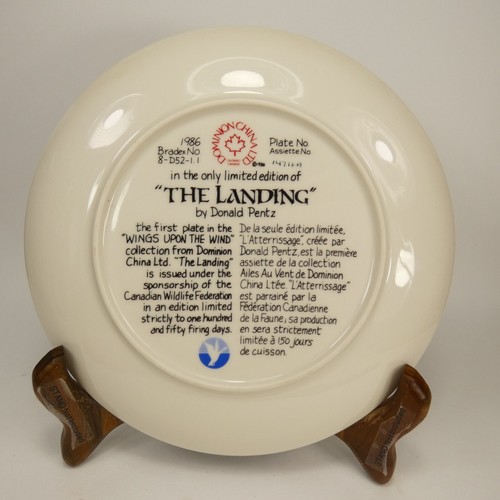 DOMINION CHINA LTD.
1986
Bradex No
8-D52-1.1
Plate No.
Assiette No.
in the only limited edition of
"THE LANDING"
by Donald Pentz
the first plate in the
"WINGS UPON THE WIND"
collection from Dominion
China Ltd. "The Landing"
is issued under the
sponsorship of the
Canadian Wildlife Federation
in an edition limited
strictly to one hundred
and fifty firing days.
De la seule édition limitée,
"L'Atterrissage", créée par
Donald Pentz, est la première
assiette de la collection
Ailes Au Vent de Dominion
China Ltée. "L'Atterrissage"
est parrainé par la
Fédération Canadienne
de la Faune, sa production
en sera strictement
limitée à 150 jours
de cuisson.